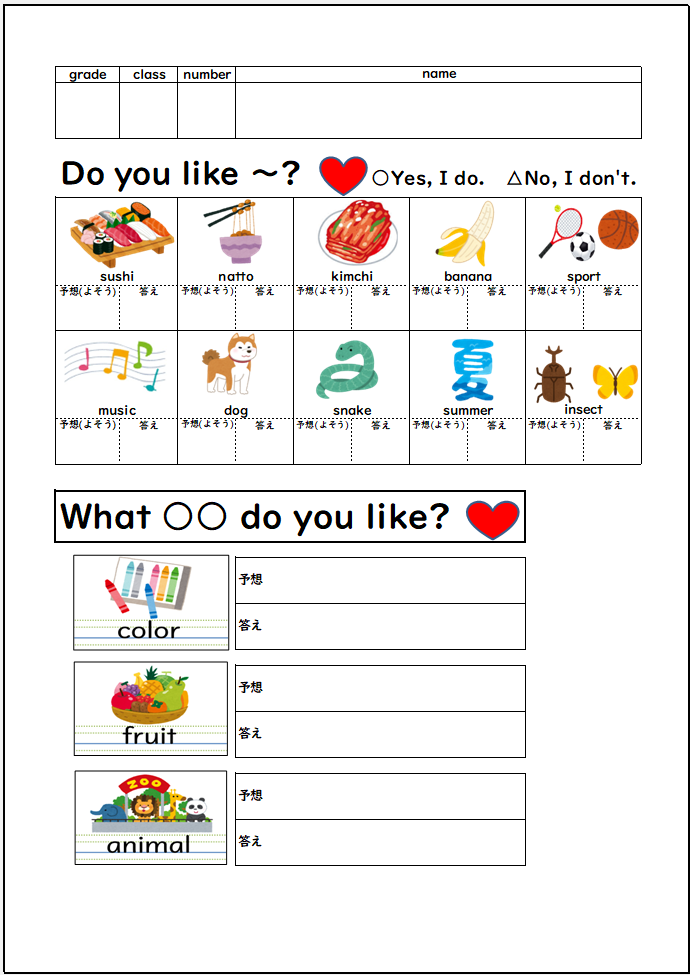 grade class number name
Do you like ～? ○Yes, I do. △No, I don't.
sushi natto kimchi banana sport
予想(よそう) 答え 予想(よそう) 答え 予想(よそう) 答え 予想(よそう) 答え 予想(よそう) 答え
夏
music dog snake summer insect
予想(よそう) 答え 予想(よそう) 答え 予想(よそう) 答え 予想(よそう) 答え 予想(よそう) 答え
What ○○ do you like?
予想
color
答え
予想
fruit
答え
ZOO
予想
animal
答え